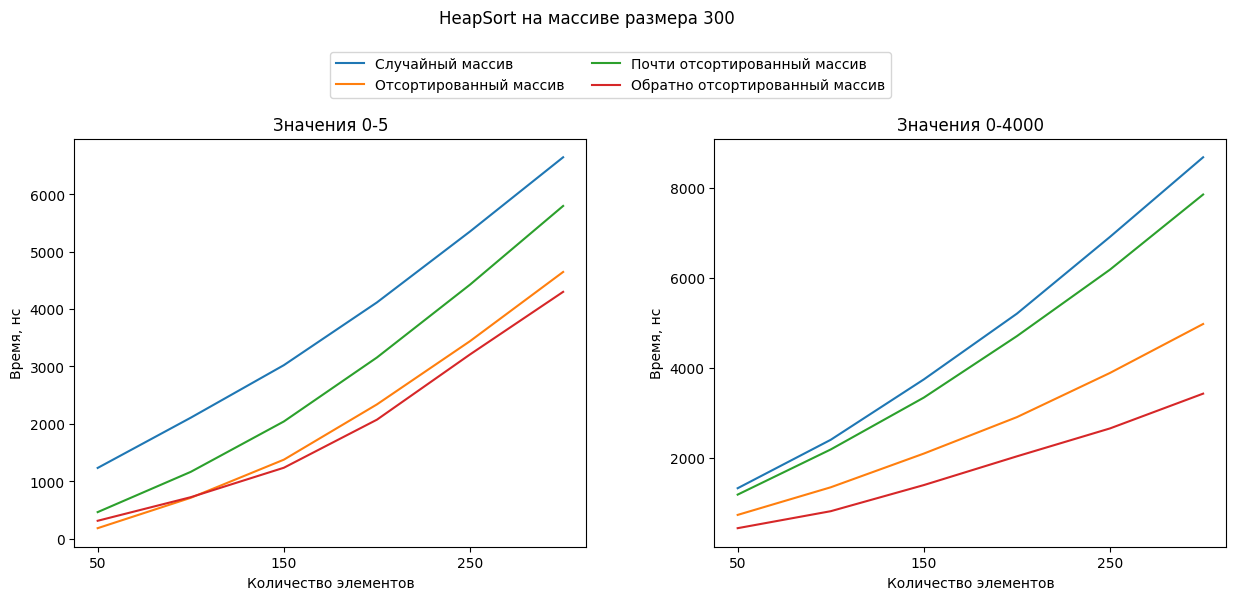 HeapSort на массиве размера 300
Случайный массив
Отсортированный массив
Почти отсортированный массив
Обратно отсортированный массив
Значения 0-5
Время, нс
6000
5000
4000
3000
2000
1000
0
50
150
250
Количество элементов
Значения 0-4000
Время, нс
8000
6000
4000
2000
50
150
250
Количество элементов